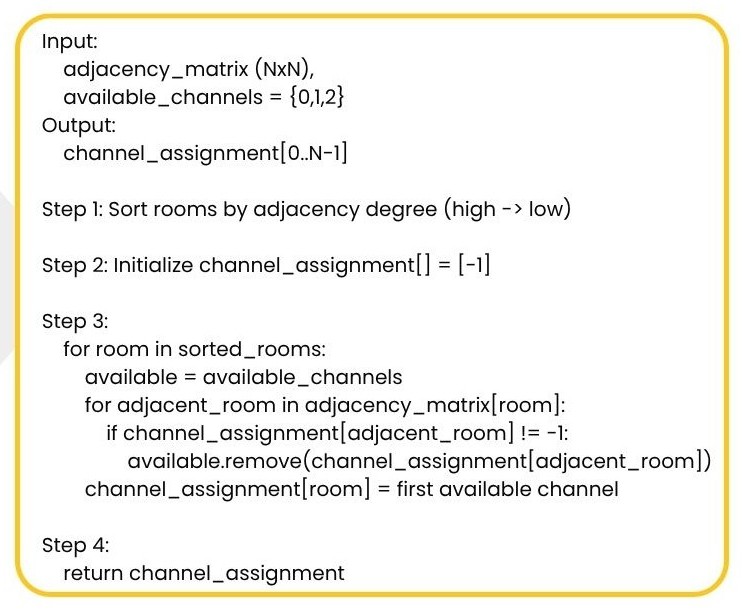 Input:
adjacency_matrix (NxN),
available_channels = {0,1,2}
Output:
channel_assignment[0..N-1]
Step 1: Sort rooms by adjacency degree (high -> low)
Step 2: Initialize channel_assignment[] = [-1]
Step 3:
for room in sorted_rooms:
available = available_channels
for adjacent_room in adjacency_matrix[room]:
if channel_assignment[adjacent_room] != -1:
available.remove(channel_assignment[adjacent_room])
channel_assignment[room] = first available channel
Step 4:
return channel_assignment